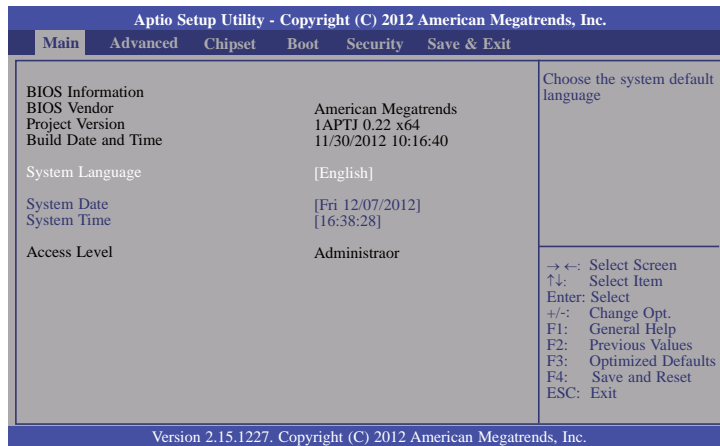 Aptio Setup Utility - Copyright (C) 2012 American Megatrends, Inc.
Main Advanced Chipset Boot Security Save & Exit
BIOS Information
BIOS Vendor American Megatrends
Project Version 1APTJ 0.22 x64
Build Date and Time 11/30/2012 10:16:40
System Language [English]
System Date [Fri 12/07/2012]
System Time [16:38:28]
Access Level Administraor
Choose the system default
language
→ ←: Select Screen
↑↓: Select Item
Enter: Select
+/-: Change Opt.
F1: General Help
F2: Previous Values
F3: Optimized Defaults
F4: Save and Reset
ESC: Exit
Version 2.15.1227. Copyright (C) 2012 American Megatrends, Inc.